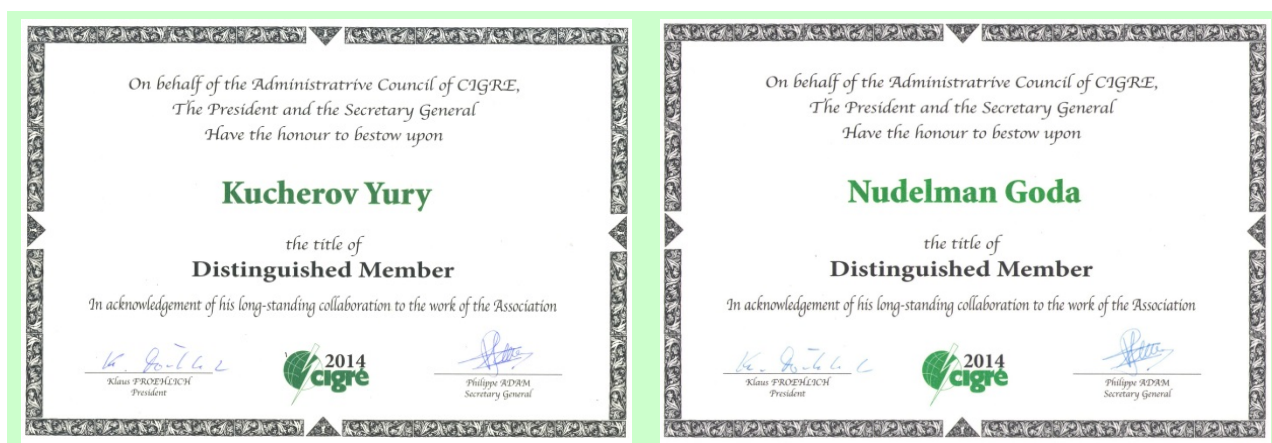 On behalf of the Administratrive Council of CIGRE,
The President and the Secretary General
Have the honour to bestow upon
Kucherov Yury
the title of
Distinguished Member
In acknowledgement of his long-standing collaboration to the work of the Association
Klaus FROEHLICH
President
2014
cigré
Philippe ADAM
Secretary General
On behalf of the Administratrive Council of CIGRE,
The President and the Secretary General
Have the honour to bestow upon
Nudelman Goda
the title of
Distinguished Member
In acknowledgement of his long-standing collaboration to the work of the Association
Klaus FROEHLICH
President
2014
cigré
Philippe ADAM
Secretary General